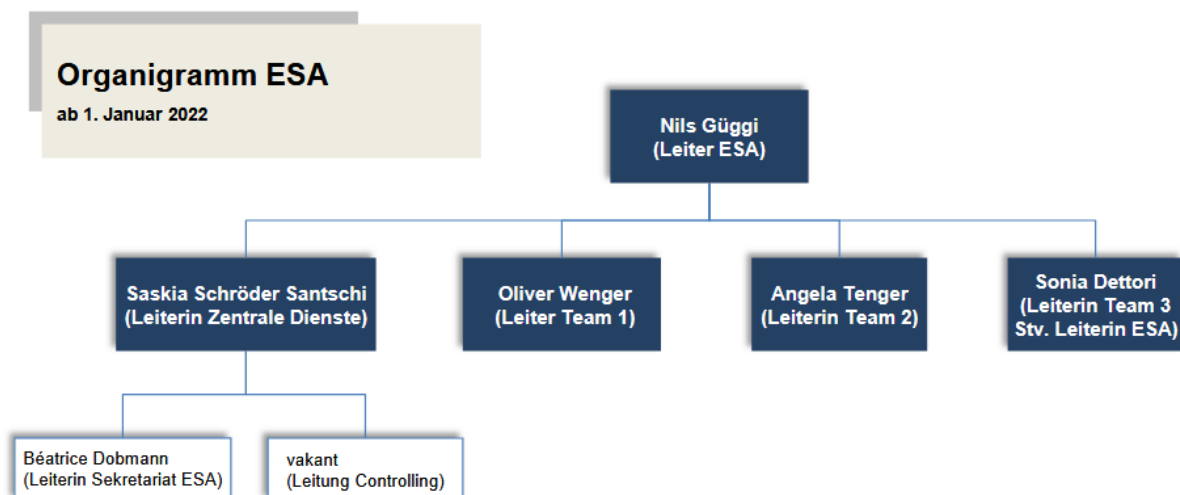 Organigramm ESA
ab 1. Januar 2022
Nils Güggi
(Leiter ESA)
Saskia Schröder Santschi
(Leiterin Zentrale Dienste)
Oliver Wenger
(Leiter Team 1)
Angela Tenger
(Leiterin Team 2)
Sonia Dettori
(Leiterin Team 3
Stv. Leiterin ESA)
Béatrice Dobmann
(Leiterin Sekretariat ESA)
vakant
(Leitung Controlling)